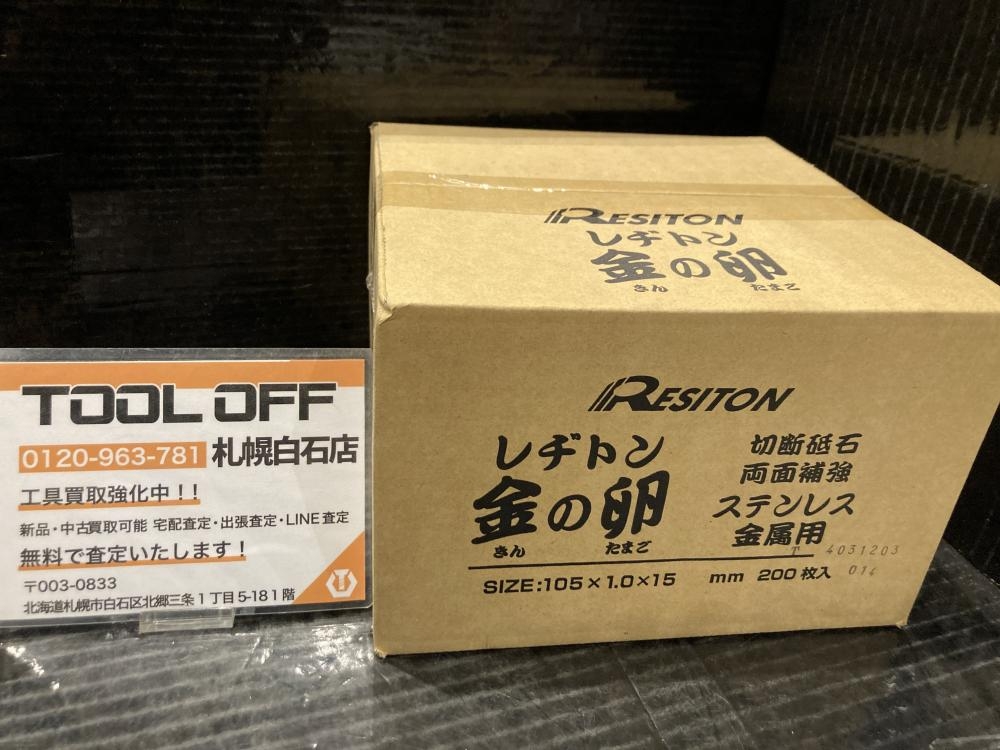 RESITON
レヂトン
金の卵
きん たまご
RESITON
レヂトン
金の卵
きん たまご
切断砥石
両面補強
ステンレス
金属用
T 4031203
014
SIZE:105×1.0×15 mm 200枚入
TOOL OFF
0120-963-781 札幌白石店
工具買取強化中！！
新品・中古買取可能 宅配査定・出張査定・LINE査定
無料で査定いたします！
〒003-0833
北海道札幌市白石区北郷三条1丁目5-18 1階
T